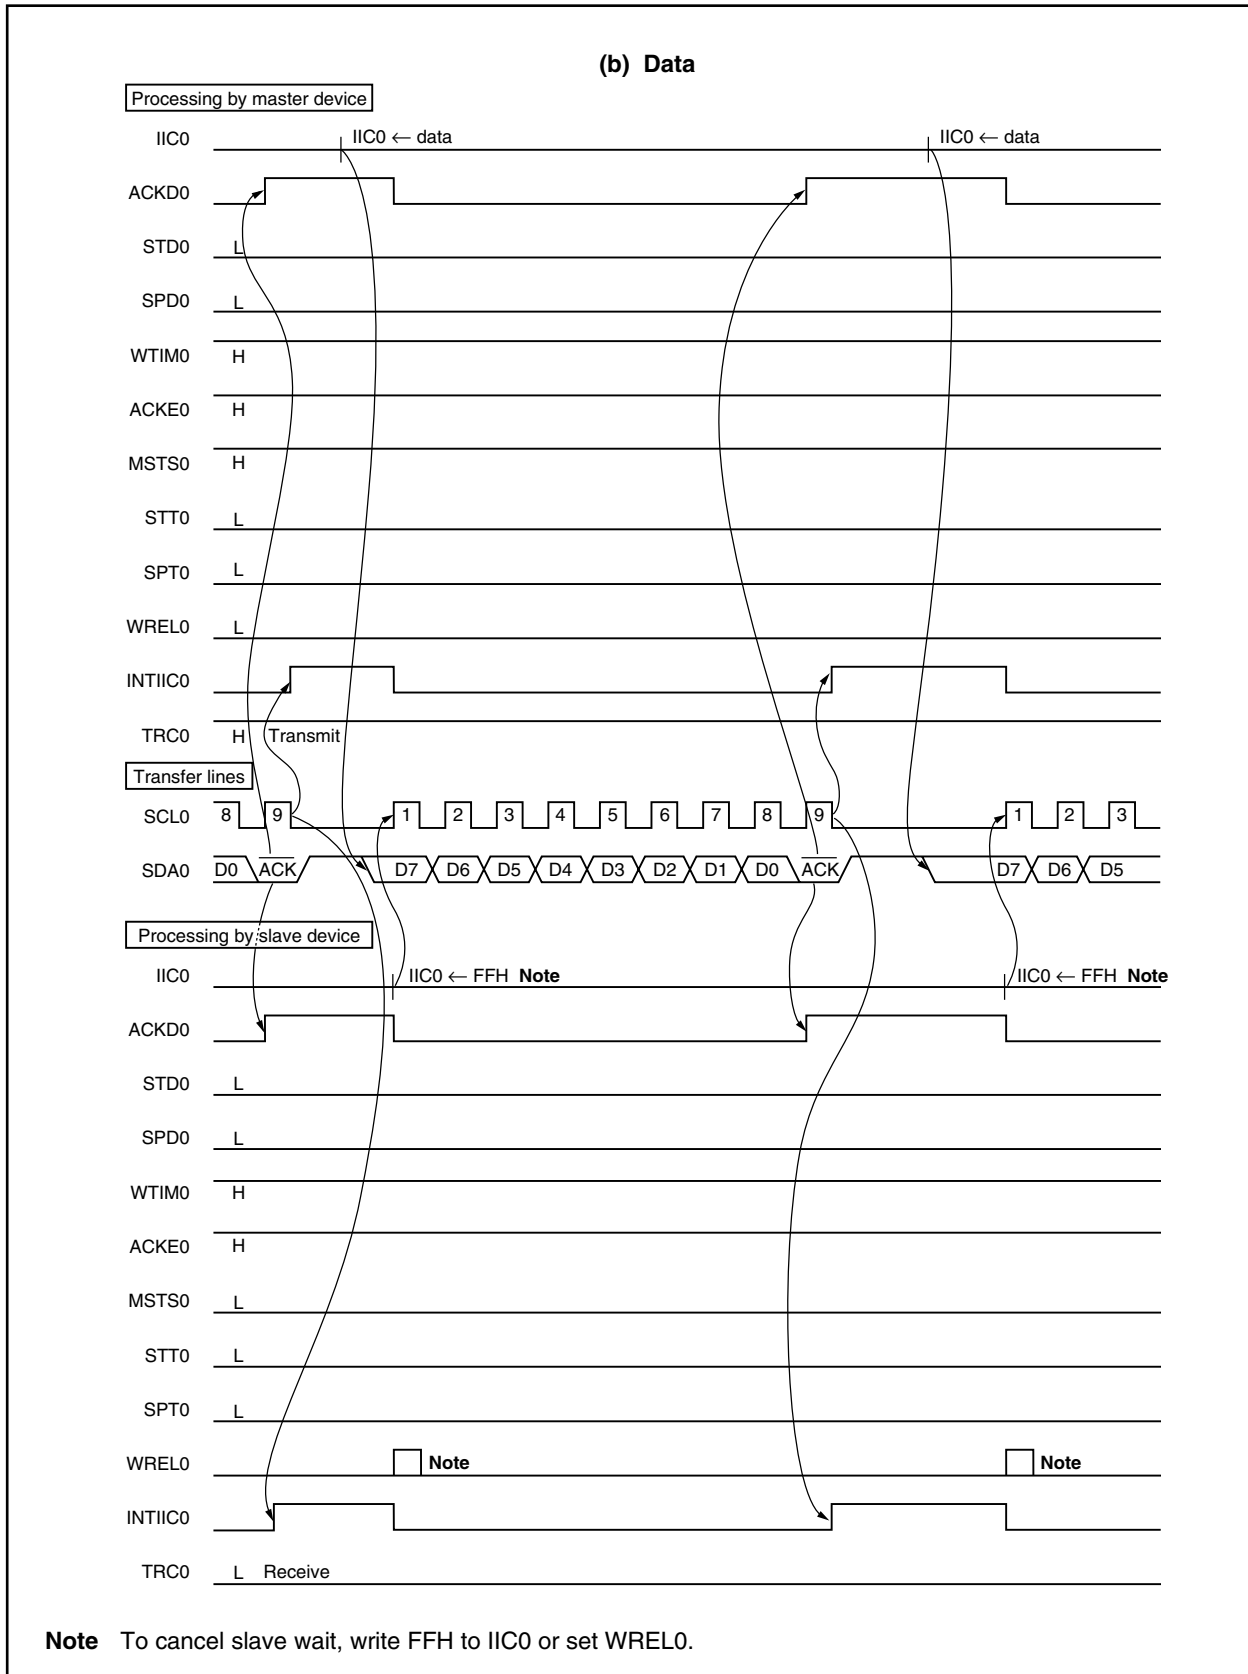 (b) Data
Processing by master device
IIC0 IIC0 ← data IIC0 ← data
ACKD0
STD0 L
SPD0 L
WTIM0 H
ACKE0 H
MSTS0 H
STT0 L
SPT0 L
WREL0 L
INTIIC0
TRC0 H Transmit
Transfer lines
SCL0 8 9 1 2 3 4 5 6 7 8 9 1 2 3
SDA0 D0 ACK D7 D6 D5 D4 D3 D2 D1 D0 ACK D7 D6 D5
Processing by slave device
IIC0 IIC0 ← FFH Note IIC0 ← FFH Note
ACKD0
STD0 L
SPD0 L
WTIM0 H
ACKE0 H
MSTS0 L
STT0 L
SPT0 L
WREL0 Note Note
INTIIC0
TRC0 L Receive
Note To cancel slave wait, write FFH to IIC0 or set WREL0.